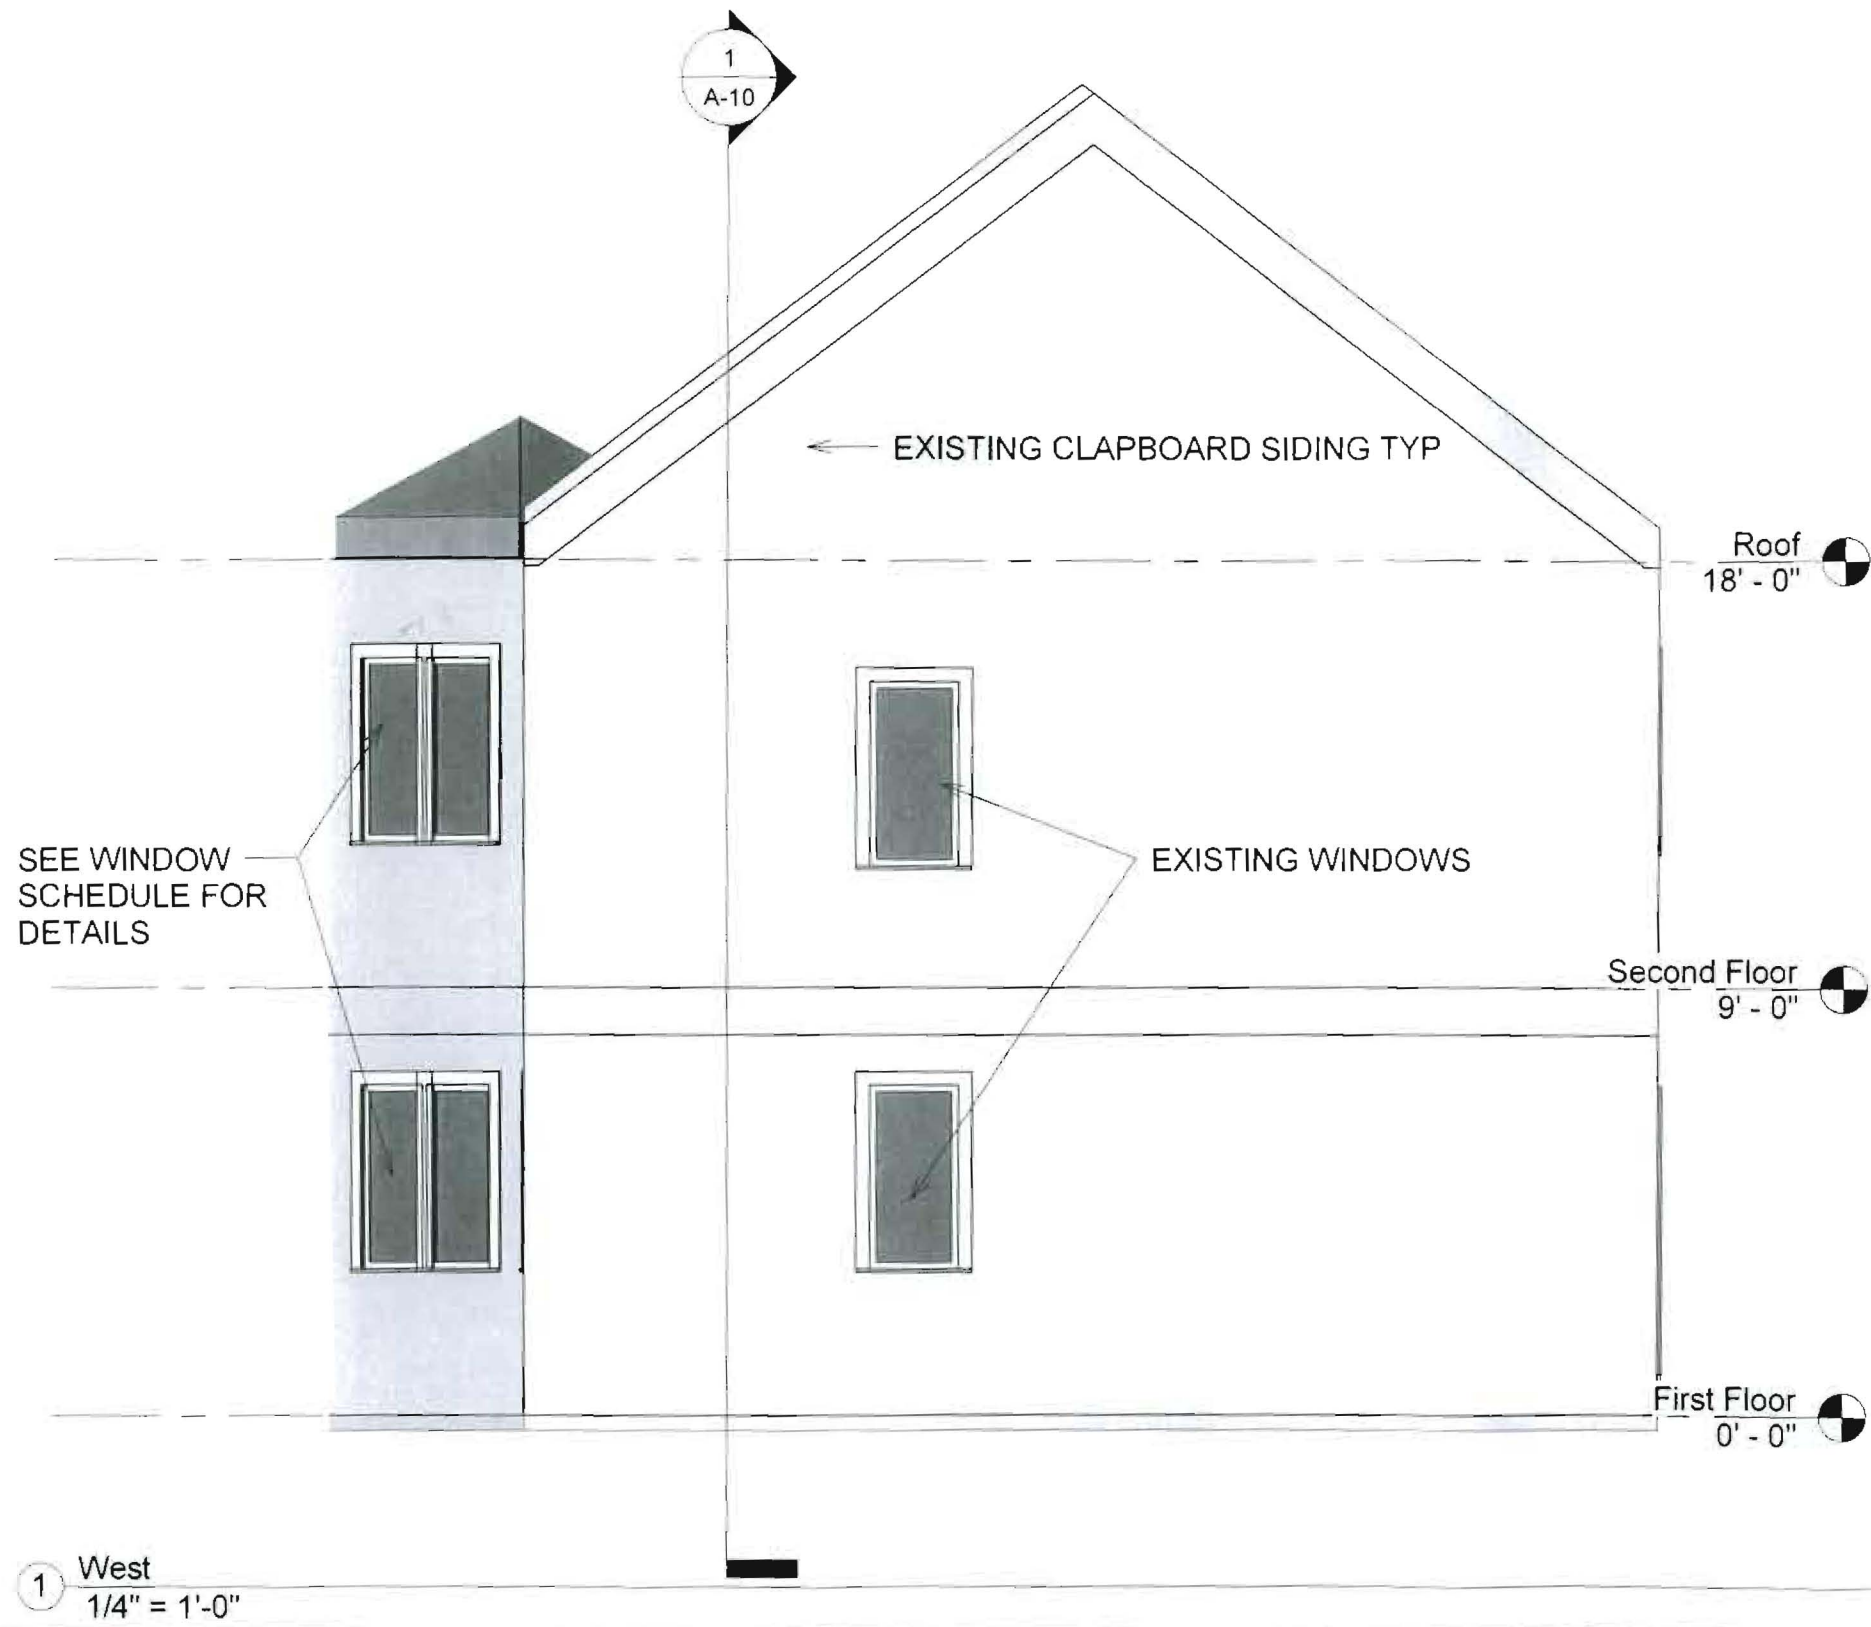 1
A-10
EXISTING CLAPBOARD SIDING TYP
Roof
18' - 0"
SEE WINDOW
SCHEDULE FOR
DETAILS
EXISTING WINDOWS
Second Floor
9' - 0"
First Floor
0' - 0"
1
West
1/4" = 1'-0"